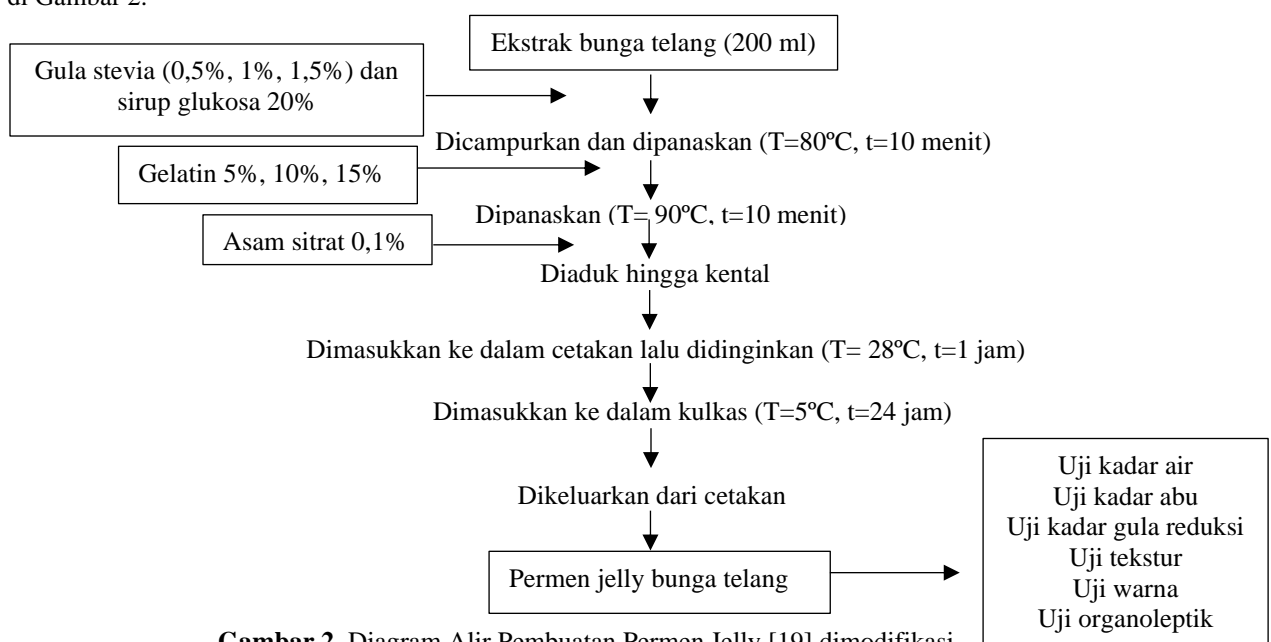 di Gambar 2.
Ekstrak bunga telang (200 ml)
Gula stevia (0,5%, 1%, 1,5%) dan
sirup glukosa 20%
Dicampurkan dan dipanaskan (T=80ºC, t=10 menit)
Gelatin 5%, 10%, 15%
Dipanaskan (T= 90ºC, t=10 menit)
Asam sitrat 0,1%
Diaduk hingga kental
Dimasukkan ke dalam cetakan lalu didinginkan (T= 28ºC, t=1 jam)
Dimasukkan ke dalam kulkas (T=5ºC, t=24 jam)
Dikeluarkan dari cetakan
Permen jelly bunga telang
Uji kadar air
Uji kadar abu
Uji kadar gula reduksi
Uji tekstur
Uji warna
Uji organoleptik
Gambar 2. Diagram Alir Pembuatan Permen Jelly [19] dimodifikasi